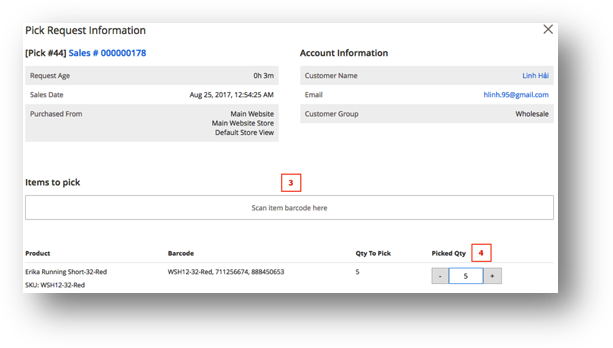 Pick Request Information
[Pick #44] Sales # 000000178
Account Information
Request Age 0h 3m
Customer Name Linh Hải
Sales Date Aug 25, 2017, 12:54:25 AM
Email hlinh.95@gmail.com
Purchased From Main Website
Main Website Store
Default Store View
Customer Group Wholesale
Items to pick
3
Scan item barcode here
Product Barcode Qty To Pick Picked Qty 4
Erika Running Short-32-Red WSH12-32-Red, 711256674, 888450653 5 - 5 +
SKU: WSH12-32-Red